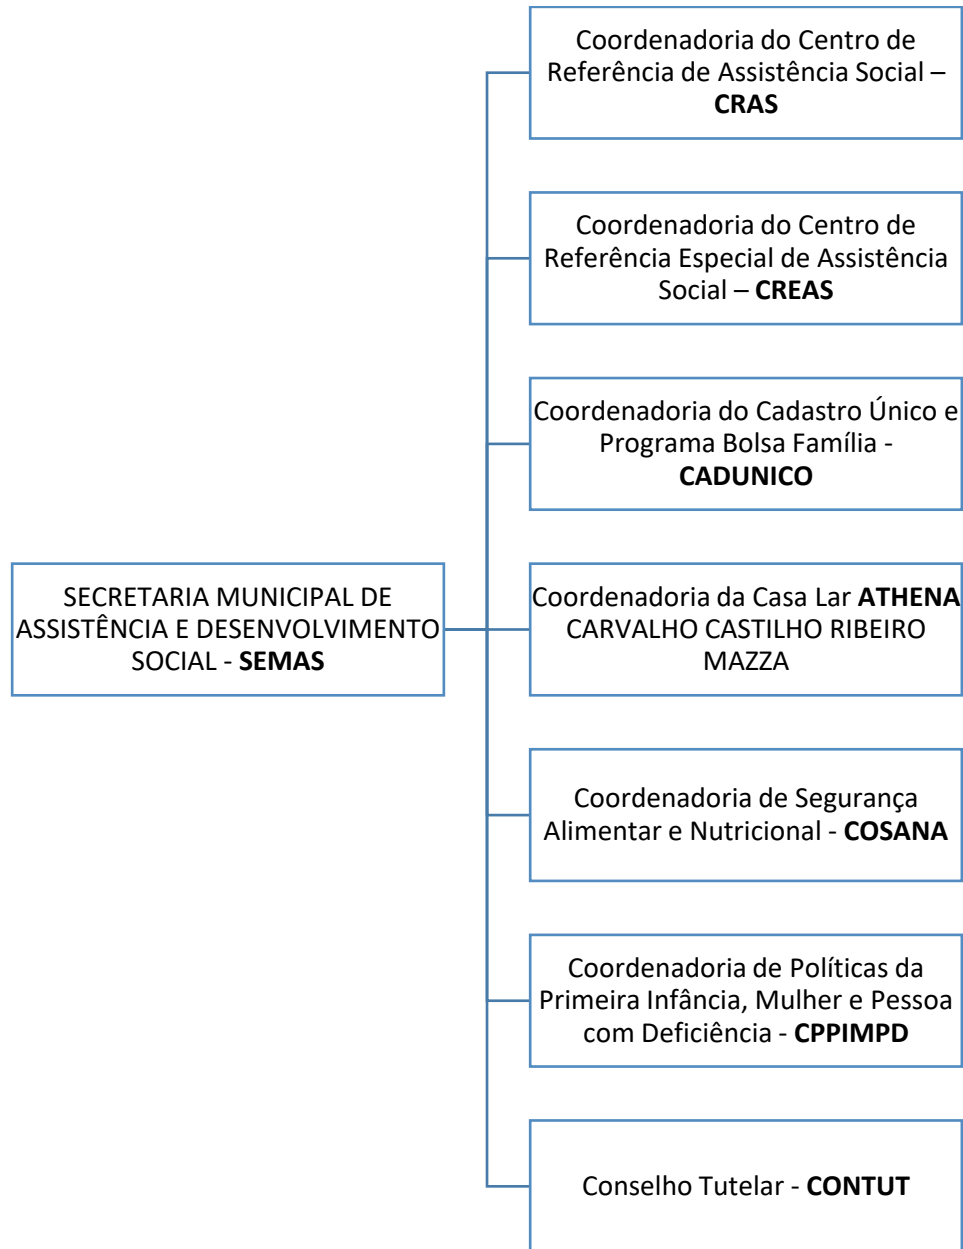 Coordenadoria do Centro de
Referência de Assistência Social –
CRAS
Coordenadoria do Centro de
Referência Especial de Assistência
Social – CREAS
Coordenadoria do Cadastro Único e
Programa Bolsa Família -
CADUNICO
SECRETARIA MUNICIPAL DE
ASSISTÊNCIA E DESENVOLVIMENTO
SOCIAL - SEMAS
Coordenadoria da Casa Lar ATHENA
CARVALHO CASTILHO RIBEIRO
MAZZA
Coordenadoria de Segurança
Alimentar e Nutricional - COSANA
Coordenadoria de Políticas da
Primeira Infância, Mulher e Pessoa
com Deficiência - CPPIMPD
Conselho Tutelar - CONTUT